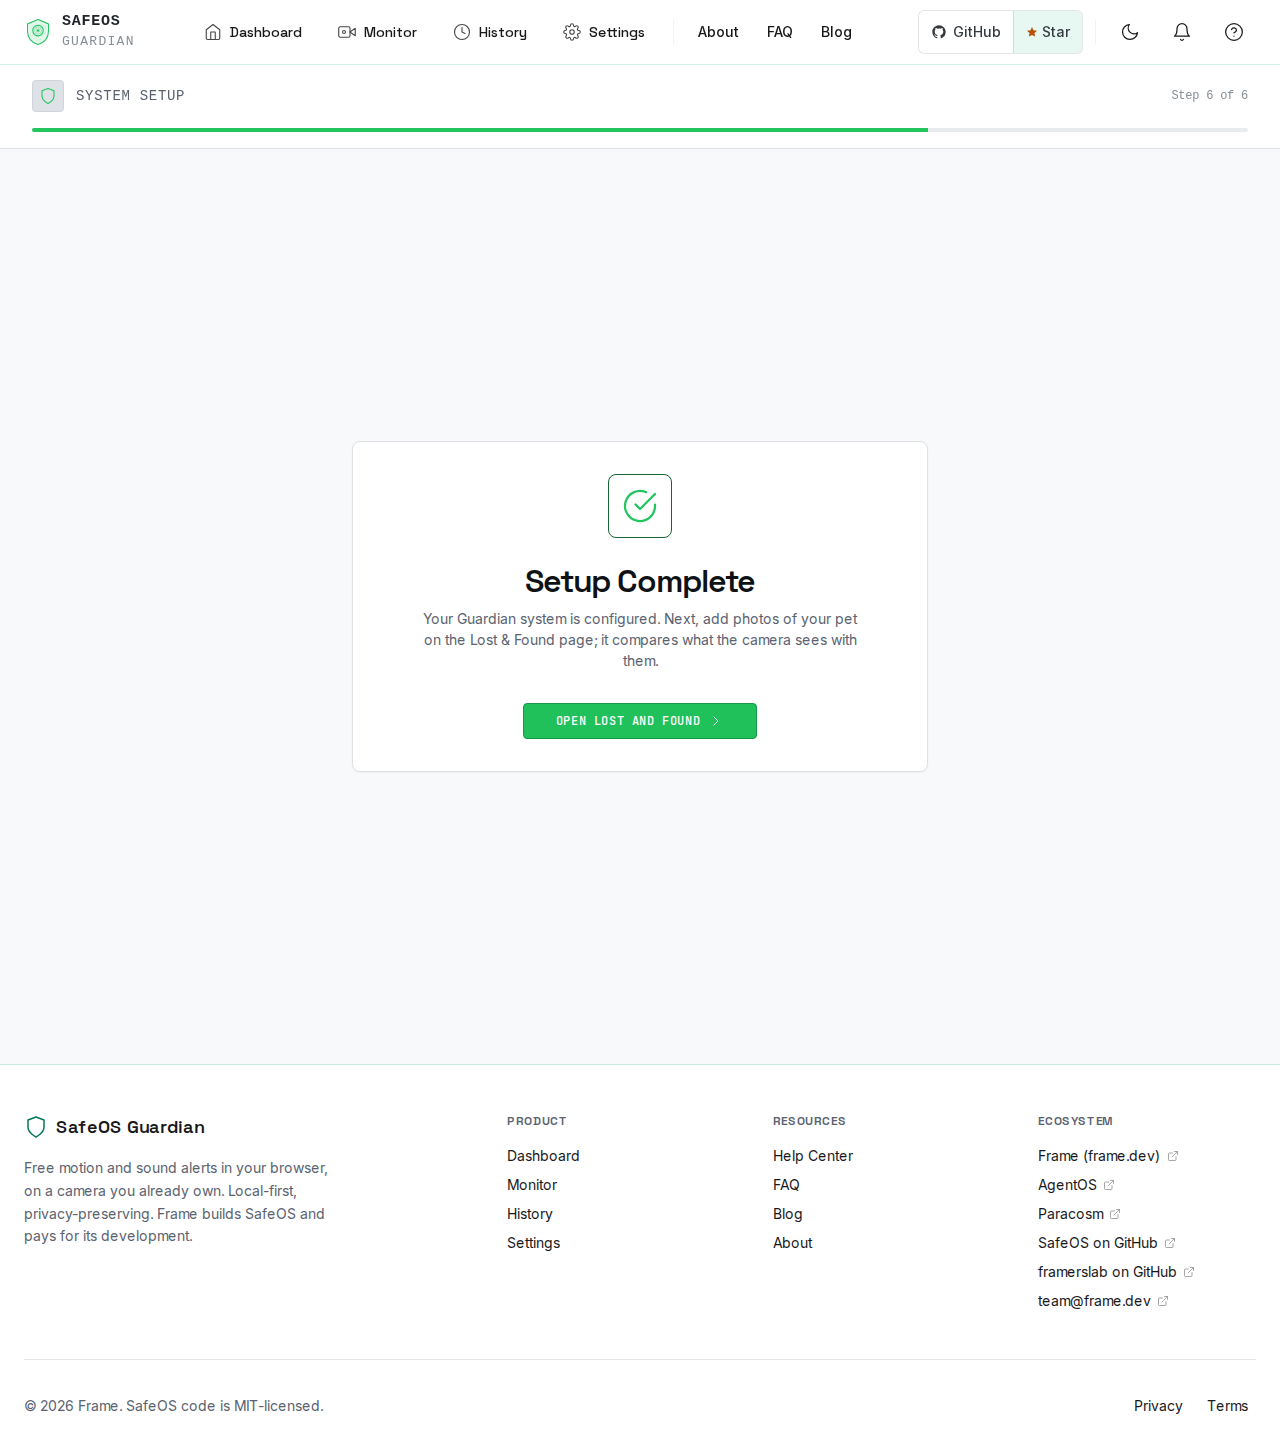 SAFEOS
GUARDIAN
Dashboard
Monitor
History
Settings
About
FAQ
Blog
GitHub
Star
SYSTEM SETUP
Step 6 of 6
Setup Complete
Your Guardian system is configured. Next, add photos of your pet
on the Lost & Found page; it compares what the camera sees with
them.
OPEN LOST AND FOUND
SafeOS Guardian
Free motion and sound alerts in your browser,
on a camera you already own. Local-first,
privacy-preserving. Frame builds SafeOS and
pays for its development.
PRODUCT
Dashboard
Monitor
History
Settings
RESOURCES
Help Center
FAQ
Blog
About
ECOSYSTEM
Frame (frame.dev)
AgentOS
Paracosm
SafeOS on GitHub
framerslab on GitHub
team@frame.dev
© 2026 Frame. SafeOS code is MIT-licensed.
Privacy
Terms